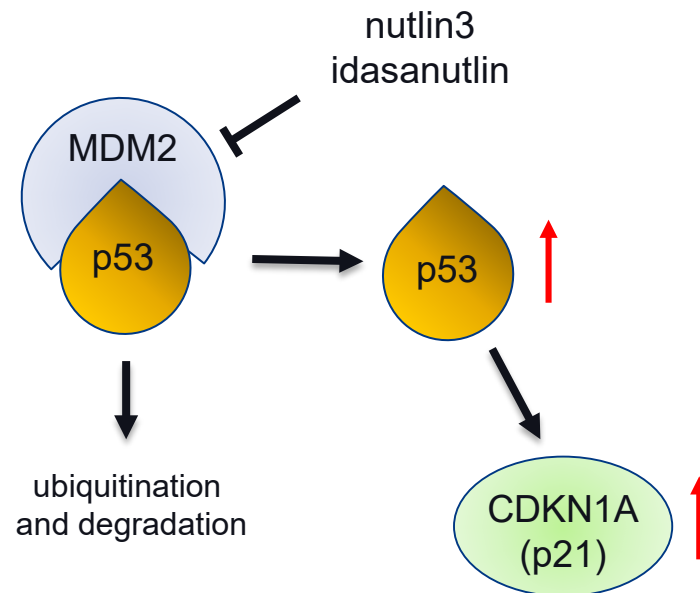 nutlin3
idasanutlin
MDM2
p53
p53
ubiquitination
and degradation
CDKN1A
(p21)